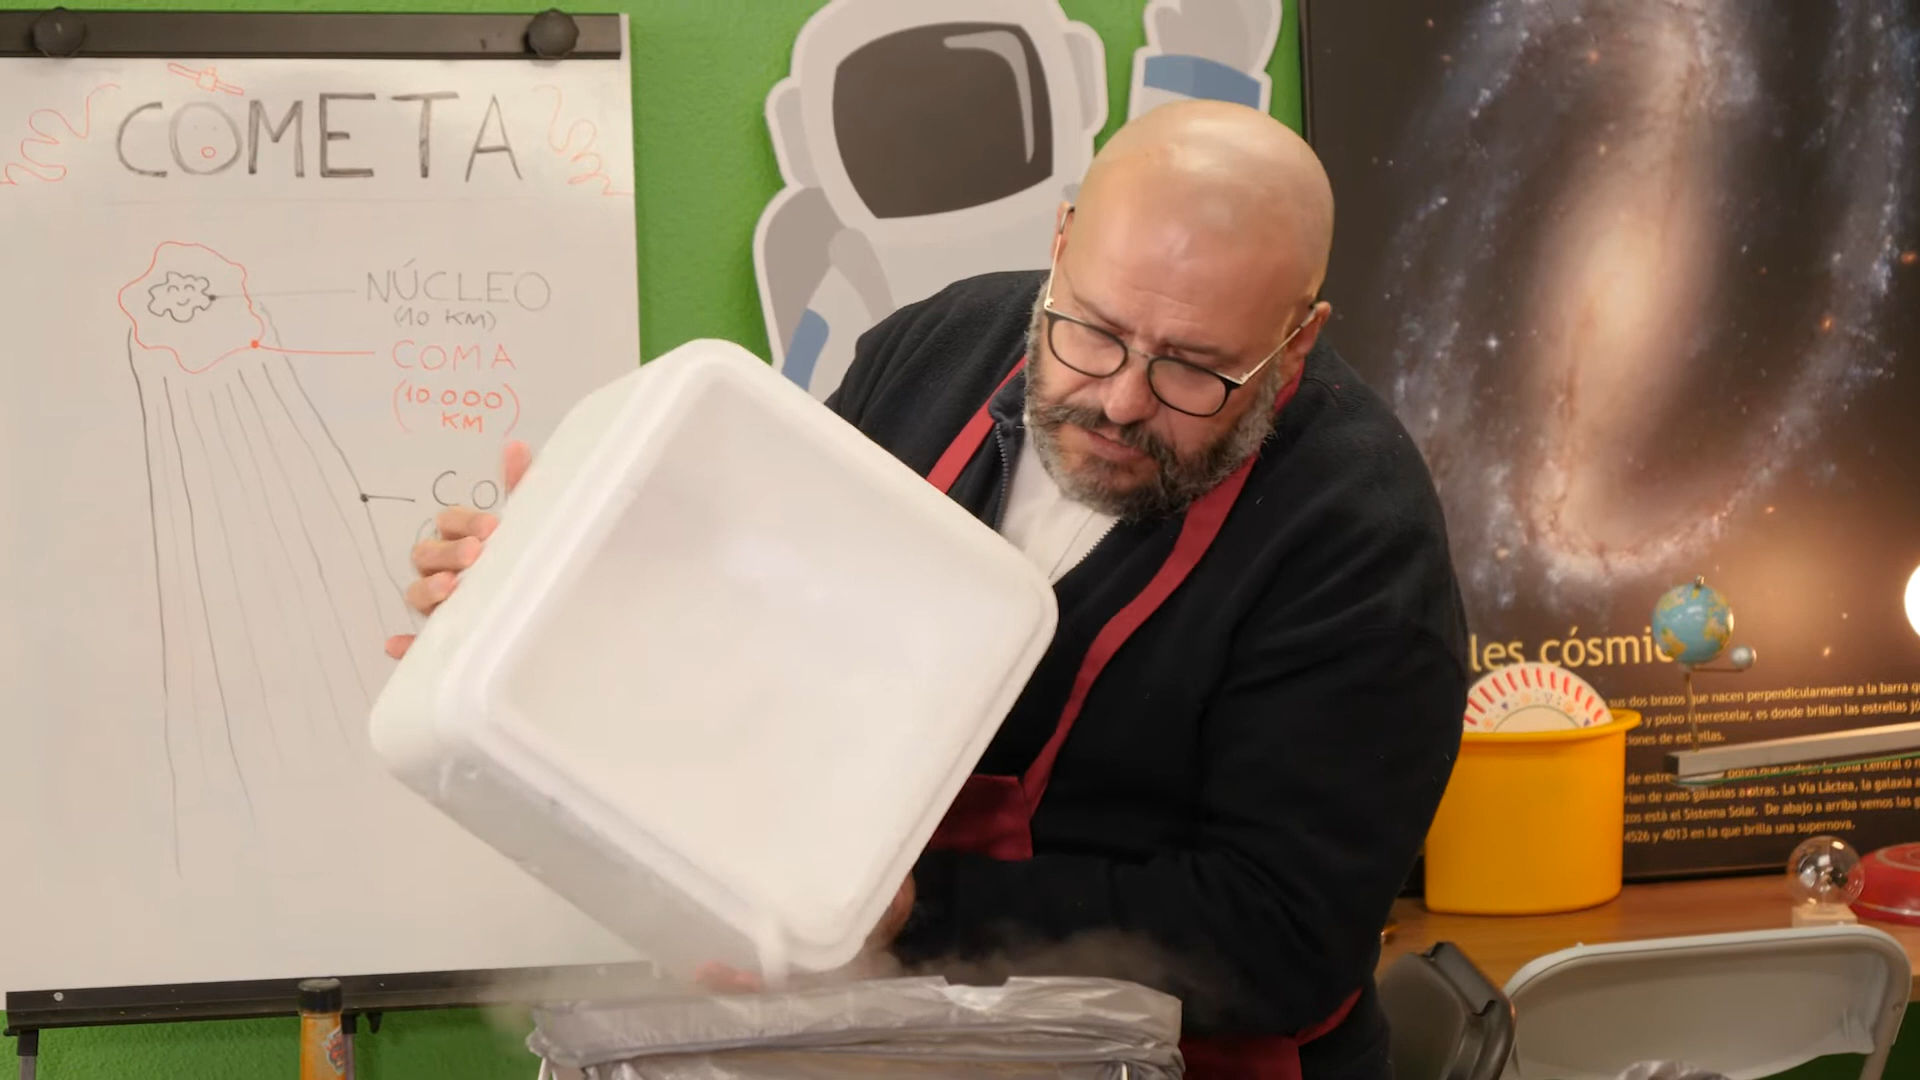 COMETA
NÚCLEO
(10 KM)
COMA
(10.000)
KM
CO
les cósmic
sus dos brazos que nacen perpendicularmente a la barra
y polvo interestelar, es donde brillan las estrellas
ciones de estrellas.
de estre polvo que rodean la zona central o
rian de unas galaxias a otras. La Vía Láctea, la galaxia
zos está el Sistema Solar. De abajo a arriba vemos las
4526 y 4013 en la que brilla una supernova.